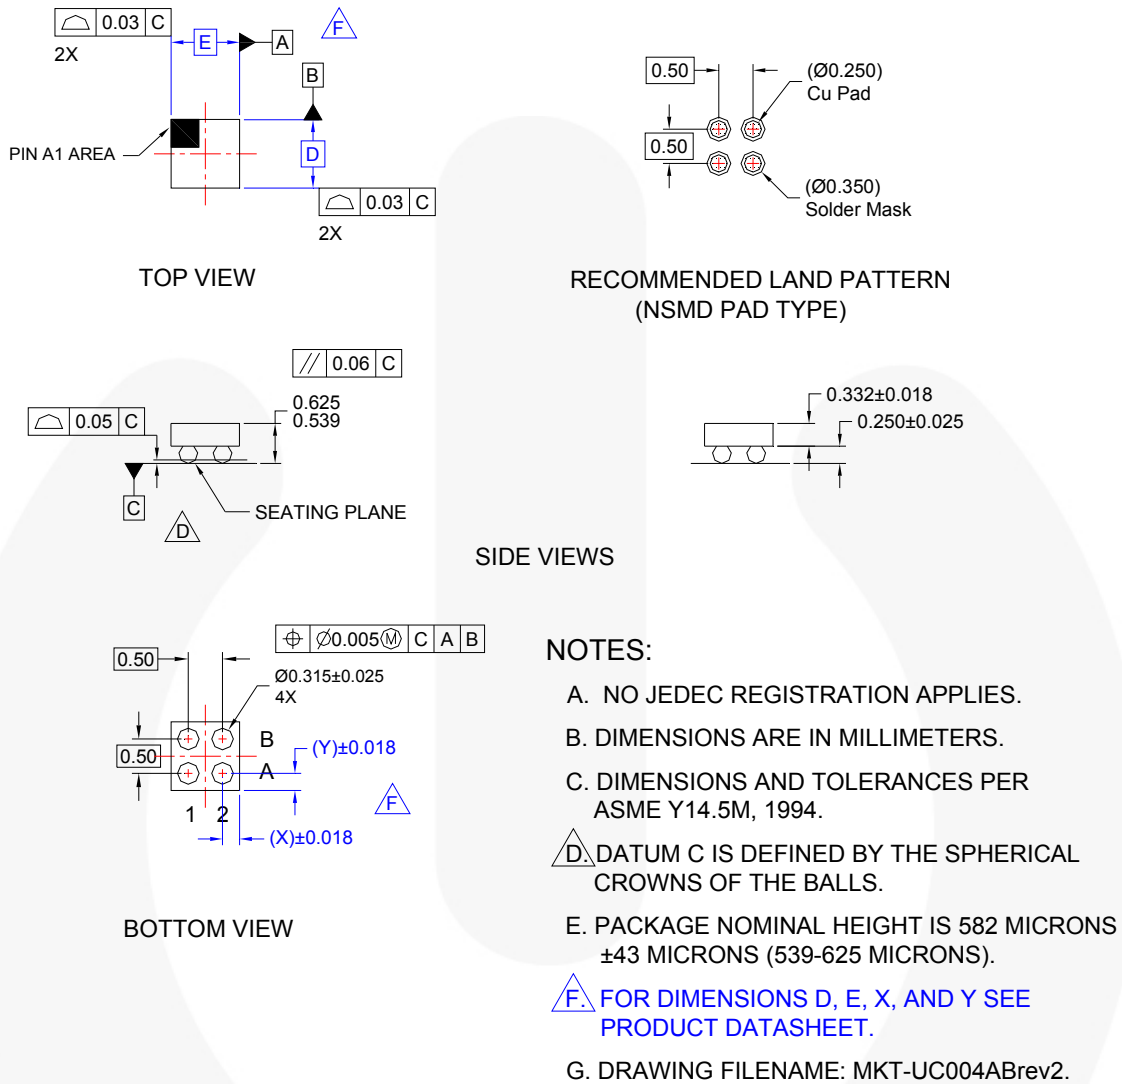 0.03 C
2X
E
A
F
B
PIN A1 AREA
D
0.03 C
2X
TOP VIEW
0.50
(Ø0.250)
Cu Pad
0.50
(Ø0.350)
Solder Mask
RECOMMENDED LAND PATTERN
(NSMD PAD TYPE)
// 0.06 C
0.05 C
0.625
0.539
C
D
SEATING PLANE
0.332±0.018
0.250±0.025
SIDE VIEWS
⌖ Ø0.005Ⓜ C A B
0.50
Ø0.315±0.025
4X
0.50
B
A
1 2
(Y)±0.018
F
(X)±0.018
BOTTOM VIEW
NOTES:
A. NO JEDEC REGISTRATION APPLIES.
B. DIMENSIONS ARE IN MILLIMETERS.
C. DIMENSIONS AND TOLERANCES PER
ASME Y14.5M, 1994.
D. DATUM C IS DEFINED BY THE SPHERICAL
CROWNS OF THE BALLS.
E. PACKAGE NOMINAL HEIGHT IS 582 MICRONS
±43 MICRONS (539-625 MICRONS).
F. FOR DIMENSIONS D, E, X, AND Y SEE
PRODUCT DATASHEET.
G. DRAWING FILENAME: MKT-UC004ABrev2.